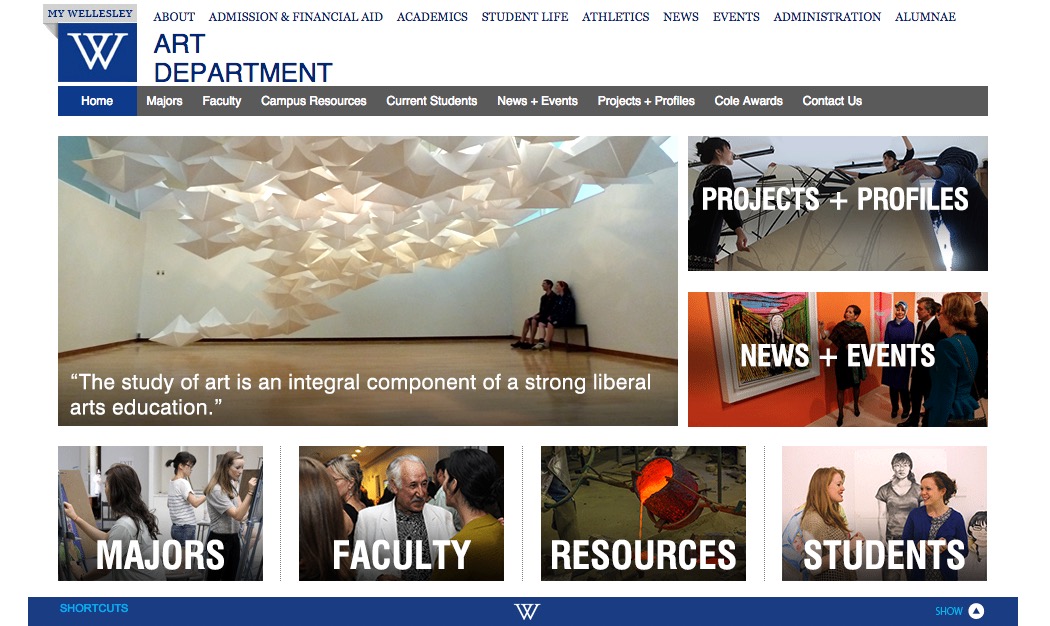 MY WELLESLEY
ABOUT ADMISSION & FINANCIAL AID ACADEMICS STUDENT LIFE ATHLETICS NEWS EVENTS ADMINISTRATION ALUMNAE
W
ART
DEPARTMENT
Home Majors Faculty Campus Resources Current Students News + Events Projects + Profiles Cole Awards Contact Us
PROJECTS + PROFILES
NEWS + EVENTS
“The study of art is an integral component of a strong liberal
arts education.”
MAJORS FACULTY RESOURCES STUDENTS
SHORTCUTS W SHOW